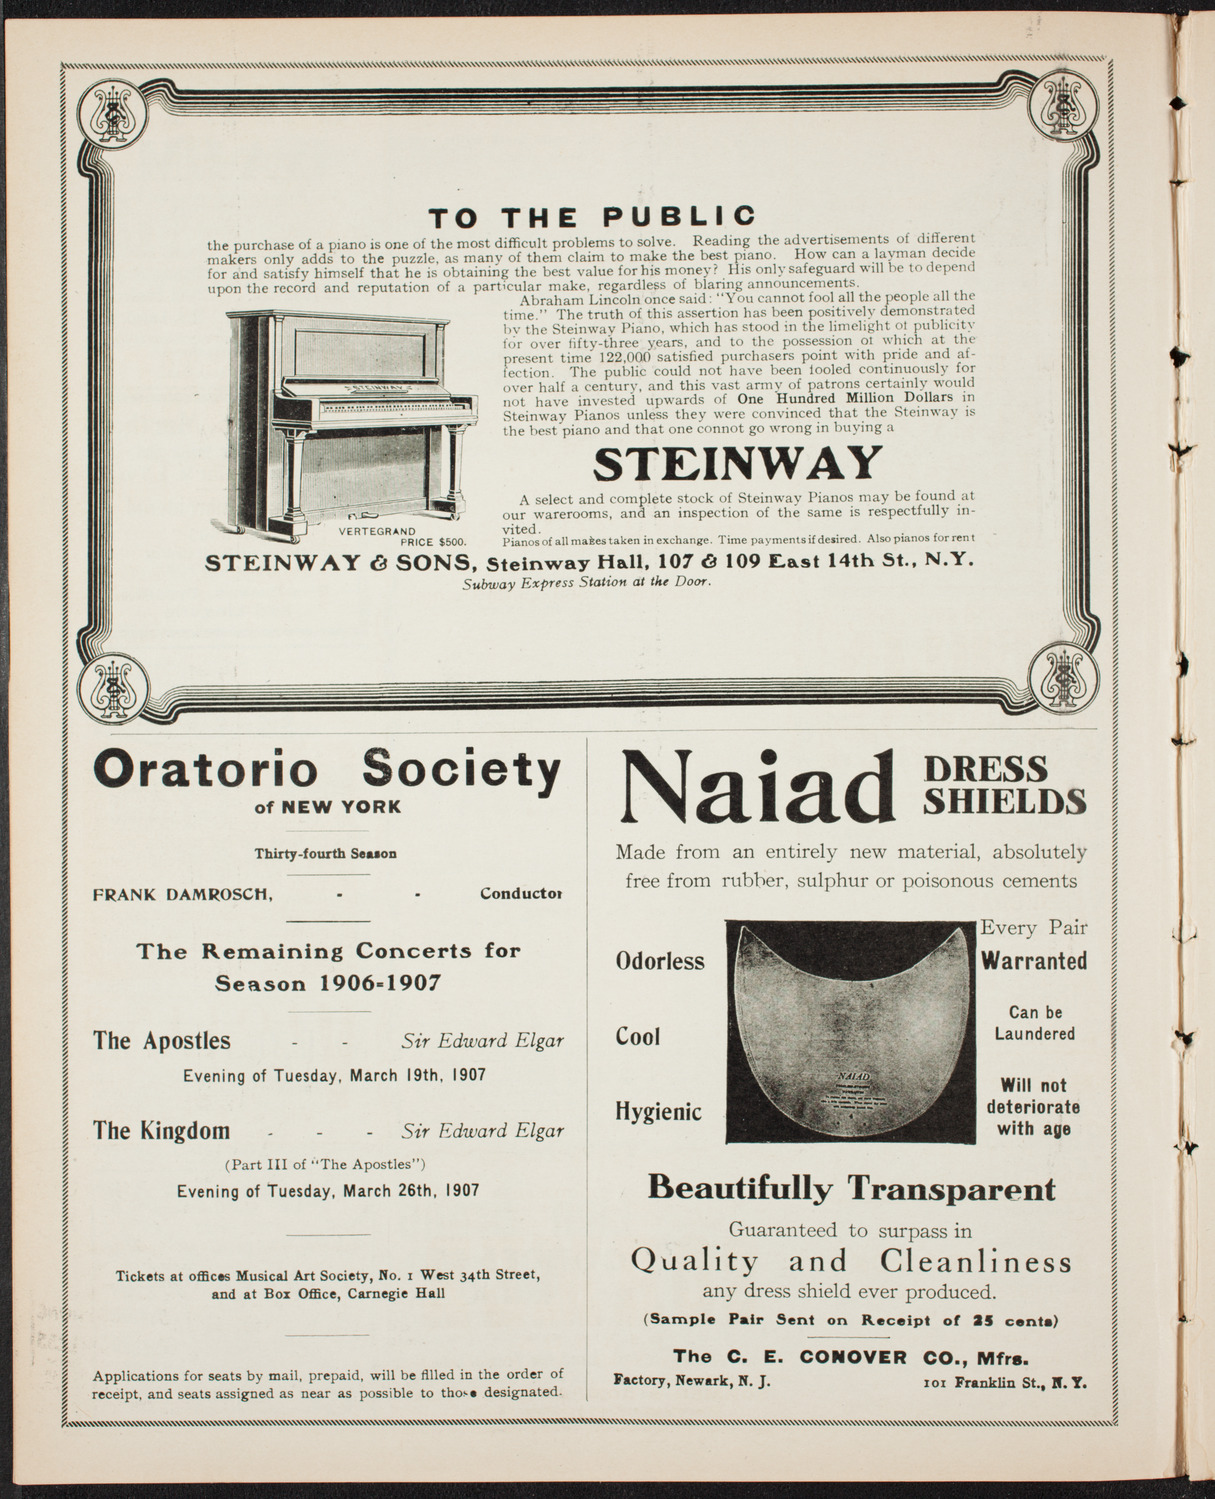 TO THE PUBLIC
the purchase of a piano is one of the most difficult problems to solve. Reading the advertisements of different
makers only adds to the puzzle, as many of them claim to make the best piano. How can a layman decide
for and satisfy himself that he is obtaining the best value for his money? His only safeguard will be to depend
upon the record and reputation of a particular make, regardless of blaring announcements.
Abraham Lincoln once said: "You cannot fool all the people all the
time." The truth of this assertion has been positively demonstrated
by the Steinway Piano, which has stood in the limelight of publicity
for over fifty-three years, and to the possession of which at the
present time 122,000 satisfied purchasers point with pride and af-
fection. The public could not have been fooled continuously for
over half a century, and this vast army of patrons certainly would
not have invested upwards of One Hundred Million Dollars in
Steinway Pianos unless they were convinced that the Steinway is
the best piano and that one connot go wrong in buying a
STEINWAY
STEINWAY
A select and complete stock of Steinway Pianos may be found at
our warerooms, and an inspection of the same is respectfully in-
vited.
Pianos of all makes taken in exchange. Time payments if desired. Also pianos for rent
VERTEGRAND
PRICE $500.
STEINWAY & SONS, Steinway Hall, 107 & 109 East 14th St., N.Y.
Subway Express Station at the Door.
Oratorio Society
of NEW YORK
Thirty-fourth Season
FRANK DAMROSCH, - - Conductor
The Remaining Concerts for
Season 1906=1907
The Apostles - - Sir Edward Elgar
Evening of Tuesday, March 19th, 1907
The Kingdom - - - Sir Edward Elgar
(Part III of "The Apostles")
Evening of Tuesday, March 26th, 1907
Tickets at offices Musical Art Society, No. 1 West 34th Street,
and at Box Office, Carnegie Hall
Applications for seats by mail, prepaid, will be filled in the order of
receipt, and seats assigned as near as possible to those designated.
Naiad DRESS
SHIELDS
Made from an entirely new material, absolutely
free from rubber, sulphur or poisonous cements
Odorless
Cool
Hygienic
NAIAD
Every Pair
Warranted
Can be
Laundered
Will not
deteriorate
with age
Beautifully Transparent
Guaranteed to surpass in
Quality and Cleanliness
any dress shield ever produced.
(Sample Pair Sent on Receipt of 25 cents)
The C. E. CONOVER CO., Mfrs.
Factory, Newark, N. J. 101 Franklin St., N. Y.